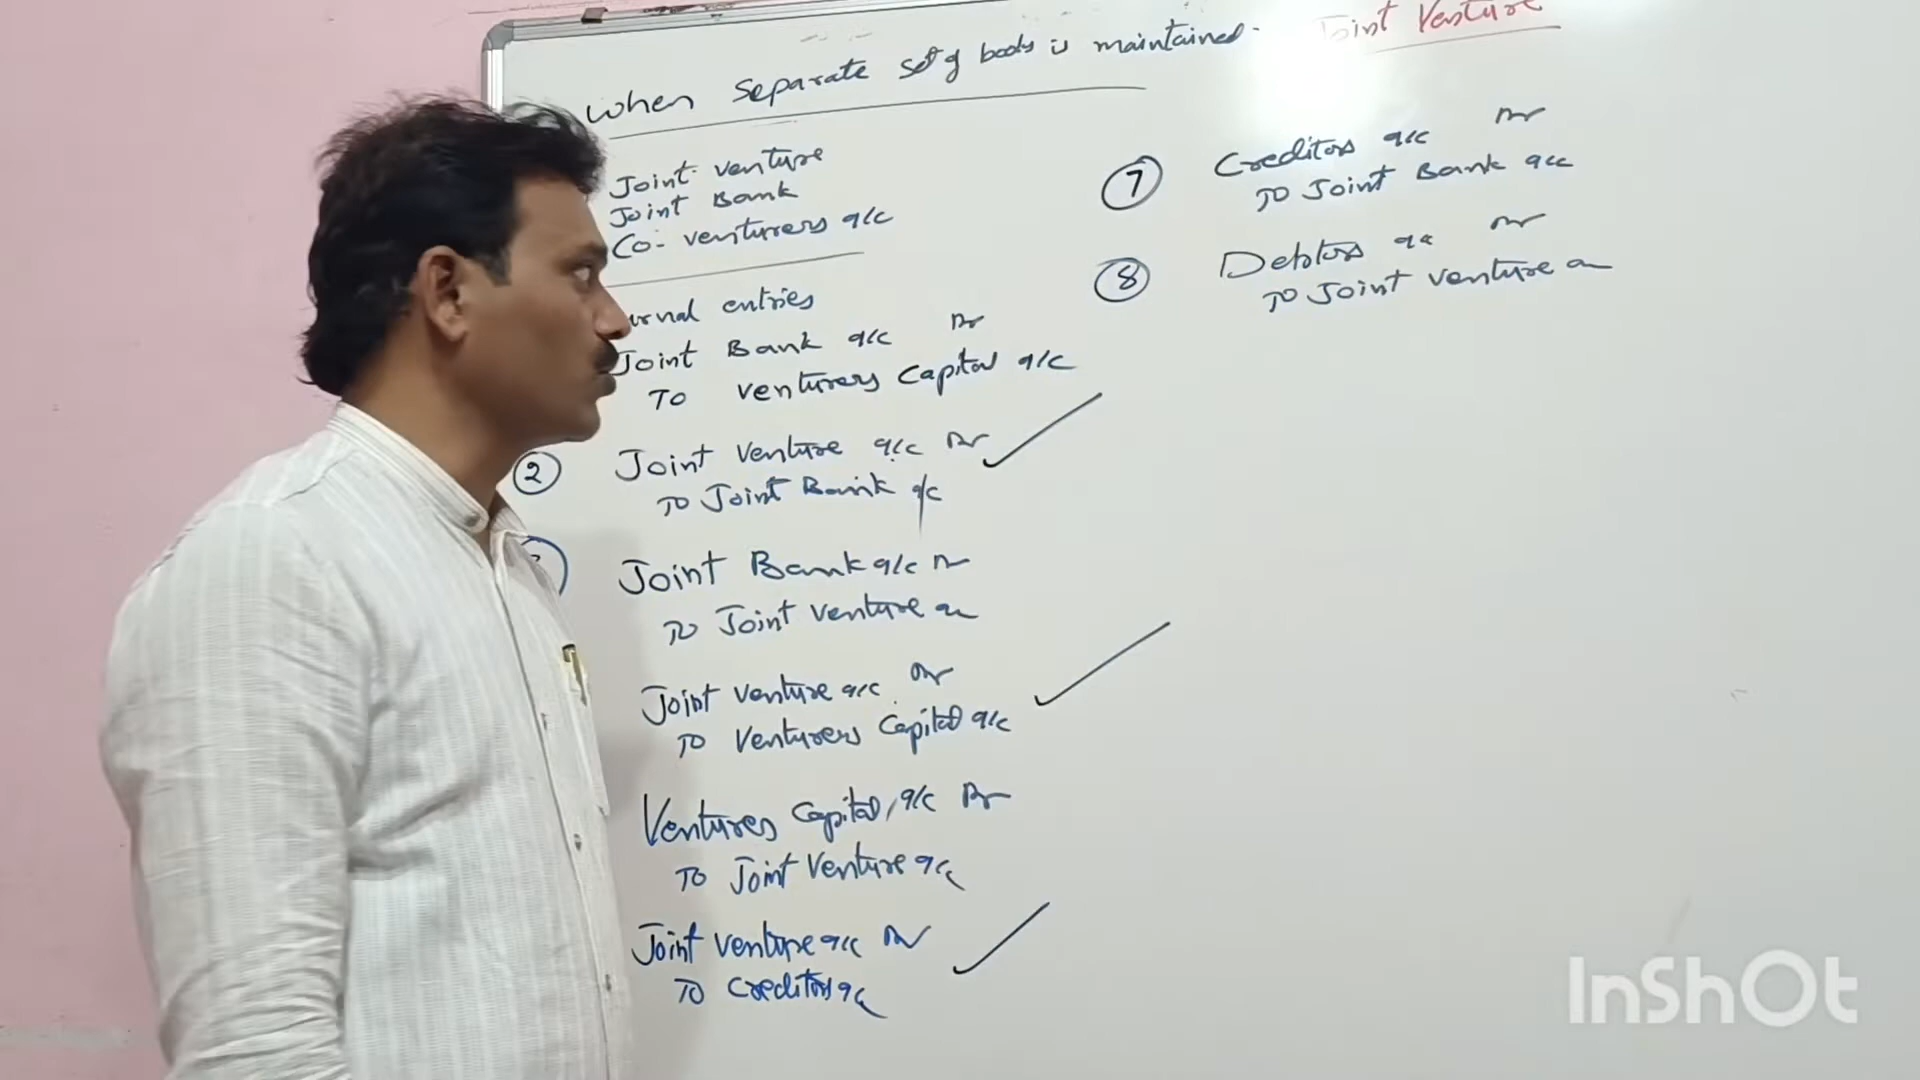 Joint Venture
When Separate set of books is maintained.
Joint venture
Joint Bank
Co-venturers a/c
urnal entries
Joint Bank a/c Dr
To venturers Capital a/c
2 Joint Venture a/c Dr
To Joint Bank a/c
Joint Bank a/c Dr
To Joint venture a/c
Joint venture a/c Dr
To Venturers Capital a/c
Ventures Capital a/c Dr
To Joint Venture a/c
Joint venture a/c Dr
To Creditors a/c
7 Creditors a/c Dr
To Joint Bank a/c
8 Debtors a/c Dr
To Joint venture a/c
InShOt